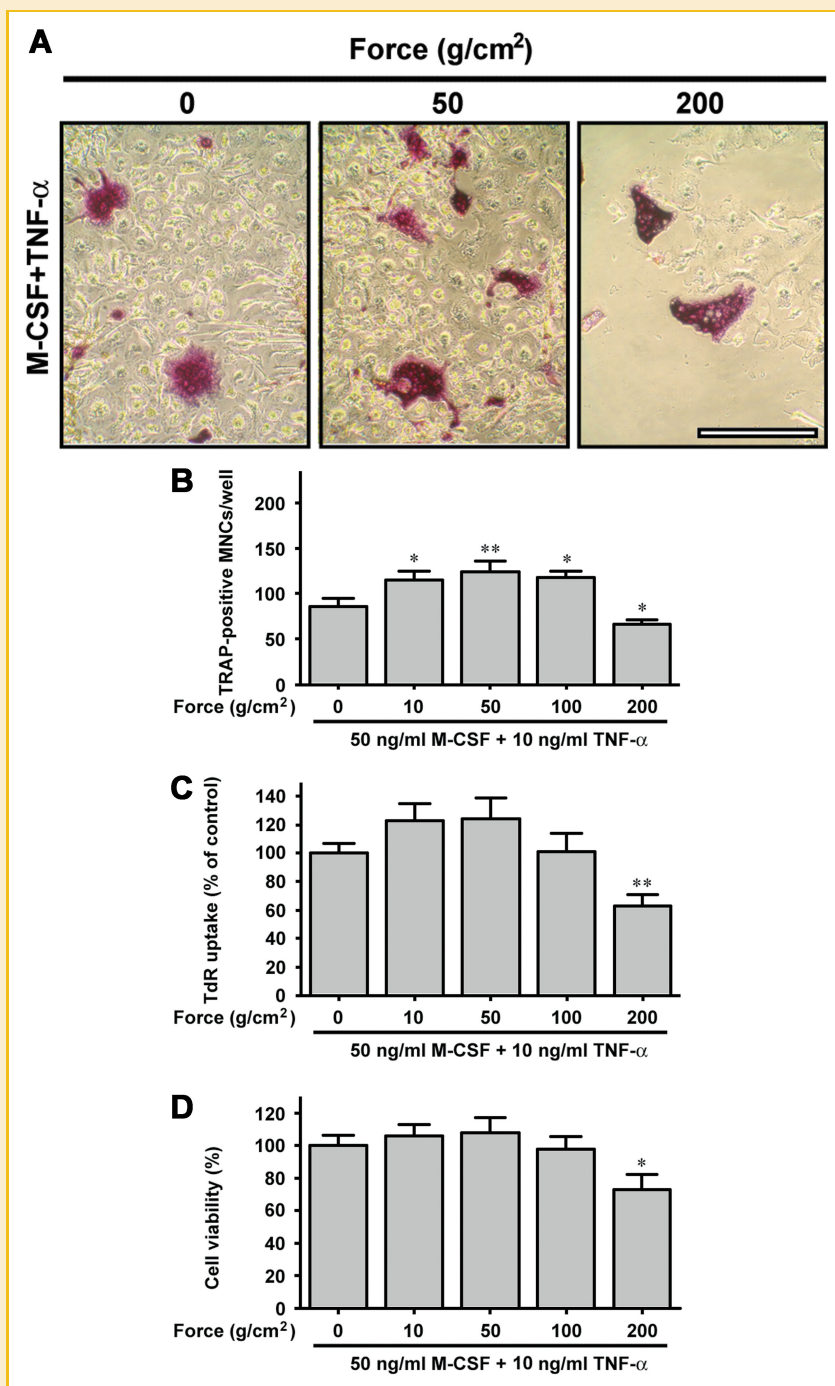 A
Force (g/cm²)
0 50 200
M-CSF+TNF-α
B
TRAP-positive MNCs/well
200
150
100
50
0
* ** * *
Force (g/cm²) 0 10 50 100 200
50 ng/ml M-CSF + 10 ng/ml TNF-α
C
TdR uptake (% of control)
140
120
100
80
60
40
20
0
**
Force (g/cm²) 0 10 50 100 200
50 ng/ml M-CSF + 10 ng/ml TNF-α
D
Cell viability (%)
120
100
80
60
40
20
0
*
Force (g/cm²) 0 10 50 100 200
50 ng/ml M-CSF + 10 ng/ml TNF-α